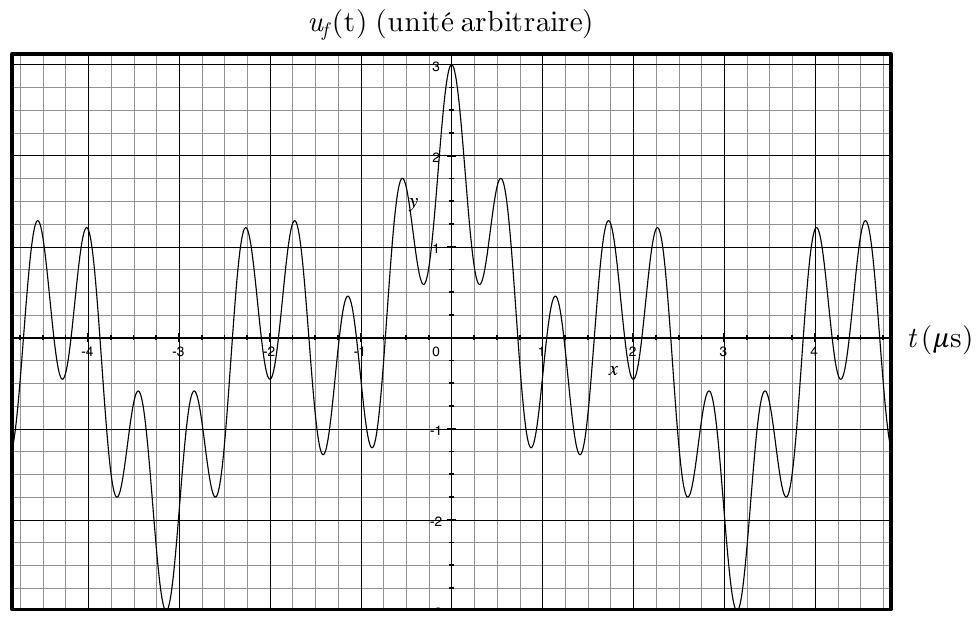 u_f(t) (unité arbitraire)
3
2
y
1
-4 -3 -2 -1 0 1 2 3 4
t(μs)
x
-1
-2